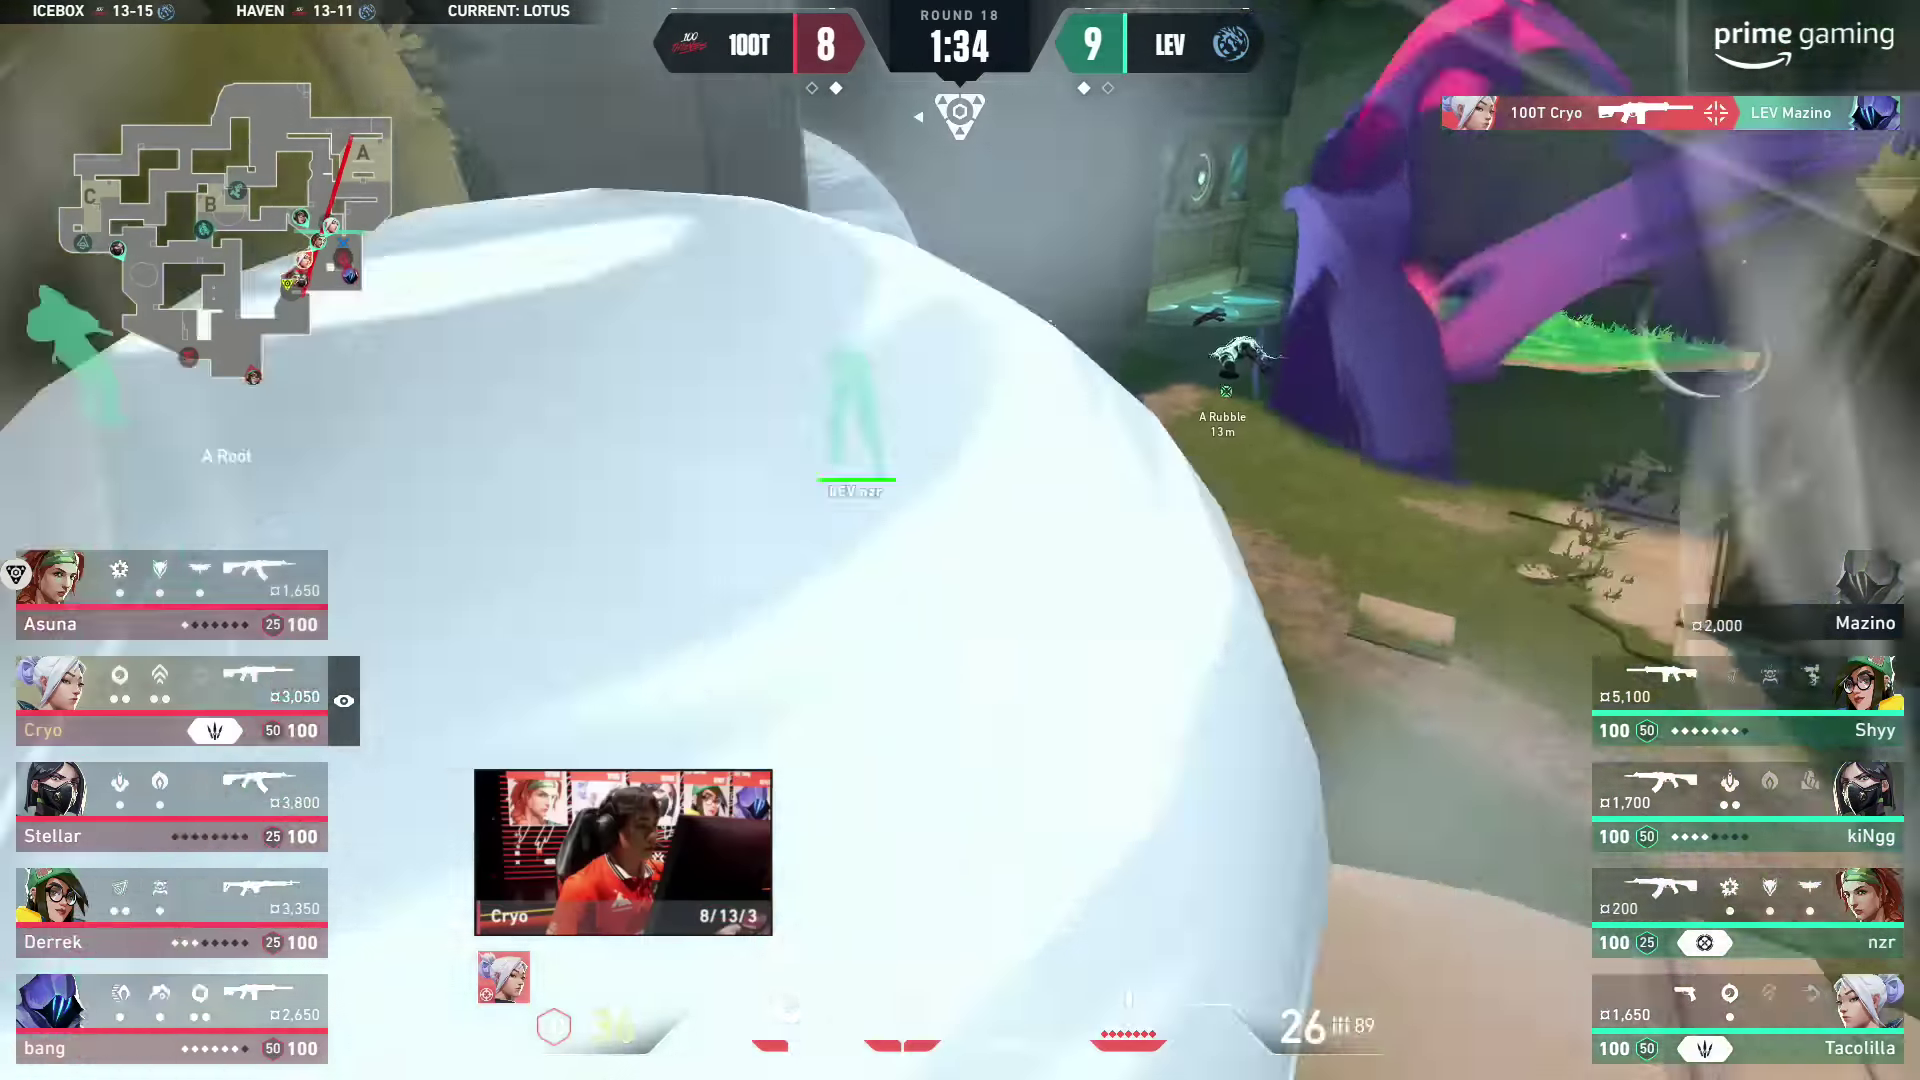 ICEBOX 13-15 HAVEN 13-11 CURRENT: LOTUS
100T 8
ROUND 18
1:34
9 LEV
prime gaming
100T Cryo LEV Mazino
A
B
C
A Root
A Rubble
13m
LEV nzr
1,650
Asuna 25 100
3,050
Cryo 50 100
3,800
Stellar 25 100
3,350
Derrek 25 100
2,650
bang 50 100
2,000 Mazino
5,100
100 50 Shyy
1,700
100 50 kiNgg
200
100 25 nzr
1,650
100 50 Tacolilla
Cryo 8/13/3
36
26 89